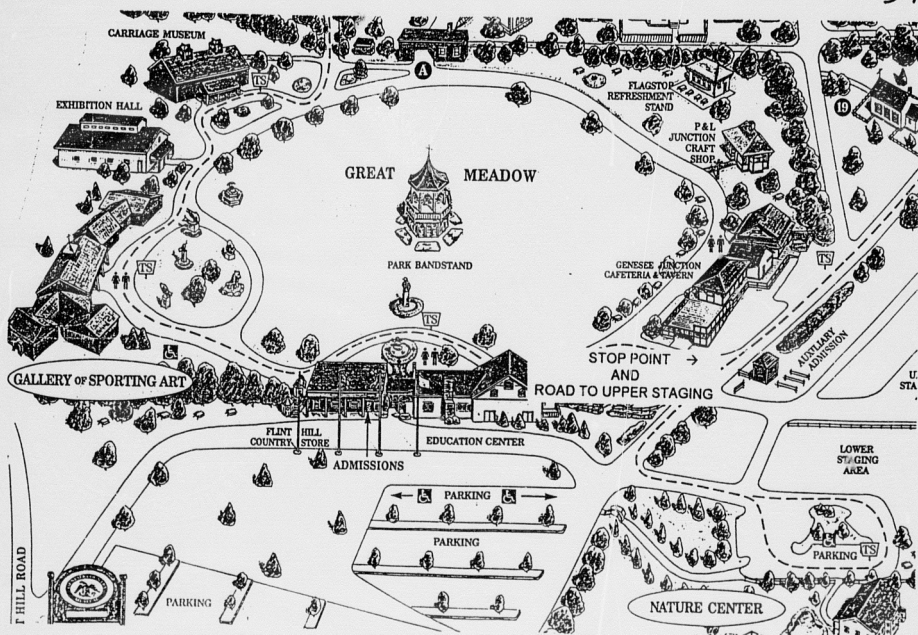 CARRIAGE MUSEUM
TS
A
FLAGSTOP
REFRESHMENT
STAND
19
EXHIBITION HALL
P&L
JUNCTION
CRAFT
SHOP
GREAT MEADOW
PARK BANDSTAND
GENESEE JUNCTION
CAFETERIA & TAVERN
TS
TS
TS
STOP POINT →
AND
ROAD TO UPPER STAGING
AUXILIARY
ADMISSION
GALLERY OF SPORTING ART
FLINT HILL
COUNTRY STORE
ADMISSIONS
EDUCATION CENTER
LOWER
STAGING
AREA
PARKING
PARKING
PARKING
TS
PARKING
NATURE CENTER
HILL ROAD